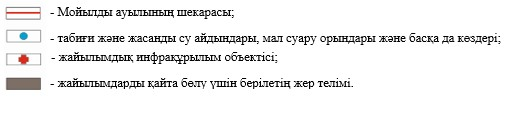 - Мойылды ауылының шекарасы;
- табиғи және жасанды су айдындары, мал суару орындары және басқа да көздері;
- жайылымдық инфрақұрылым объектісі;
- жайылымдарды қайта бөлу үшін берілетің жер телімі.